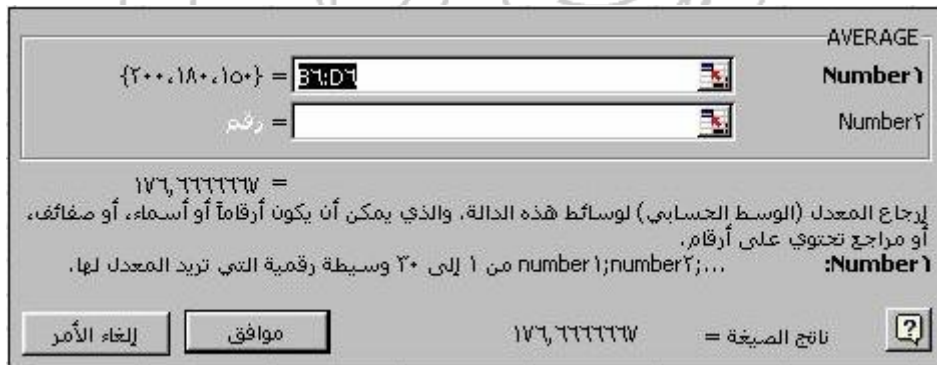 AVERAGE
Number١ B٦:D٦ = {٢٠٠،١٨٠،١٥٠}
Number٢ = رقم
= ١٧٦,٦٦٦٦٦٦٧
إرجاع المعدل (الوسط الحسابي) لوسائط هذه الدالة، والذي يمكن أن يكون أرقاماً أو أسماء، أو صفائف،
أو مراجع تحتوي على أرقام.
Number١: number١;number٢;... من ١ إلى ٣٠ وسيطة رقمية التي تريد المعدل لها.
ناتج الصيغة = ١٧٦,٦٦٦٦٦٦٧ موافق إلغاء الأمر